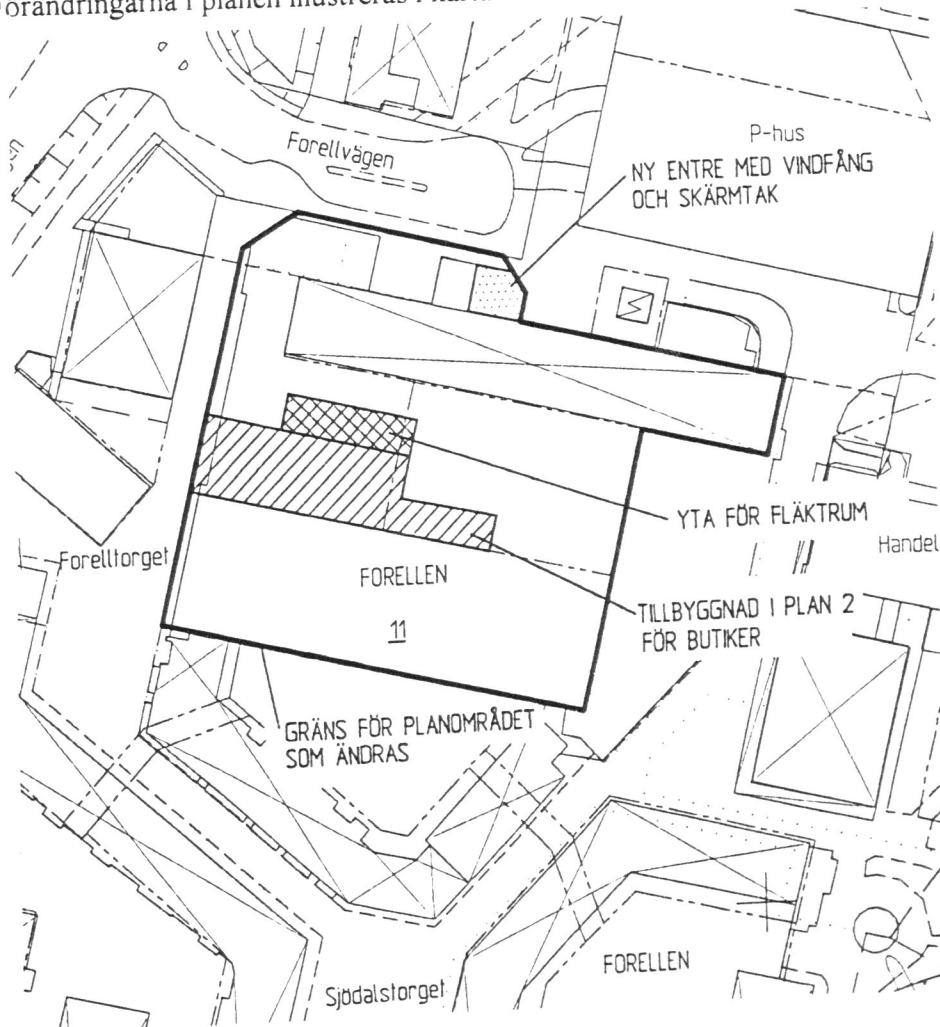 förändringarna i planen illustreras i
Forellvägen
P-hus
NY ENTRE MED VINDFÅNG
OCH SKÄRMTAK
YTA FÖR FLÄKTRUM
Forelltorget
Handel
FORELLEN
11
TILLBYGGNAD I PLAN 2
FÖR BUTIKER
GRÄNS FÖR PLANOMRÅDET
SOM ÄNDRAS
FORELLEN
Sjödalstorget